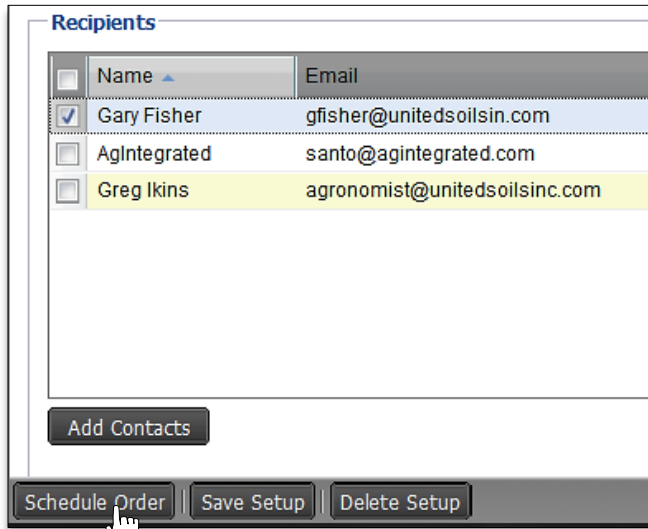 Recipients
Name Email
Gary Fisher gfisher@unitedsoilsin.com
AgIntegrated santo@agintegrated.com
Greg Ikins agronomist@unitedsoilsinc.com
Add Contacts
Schedule Order Save Setup Delete Setup